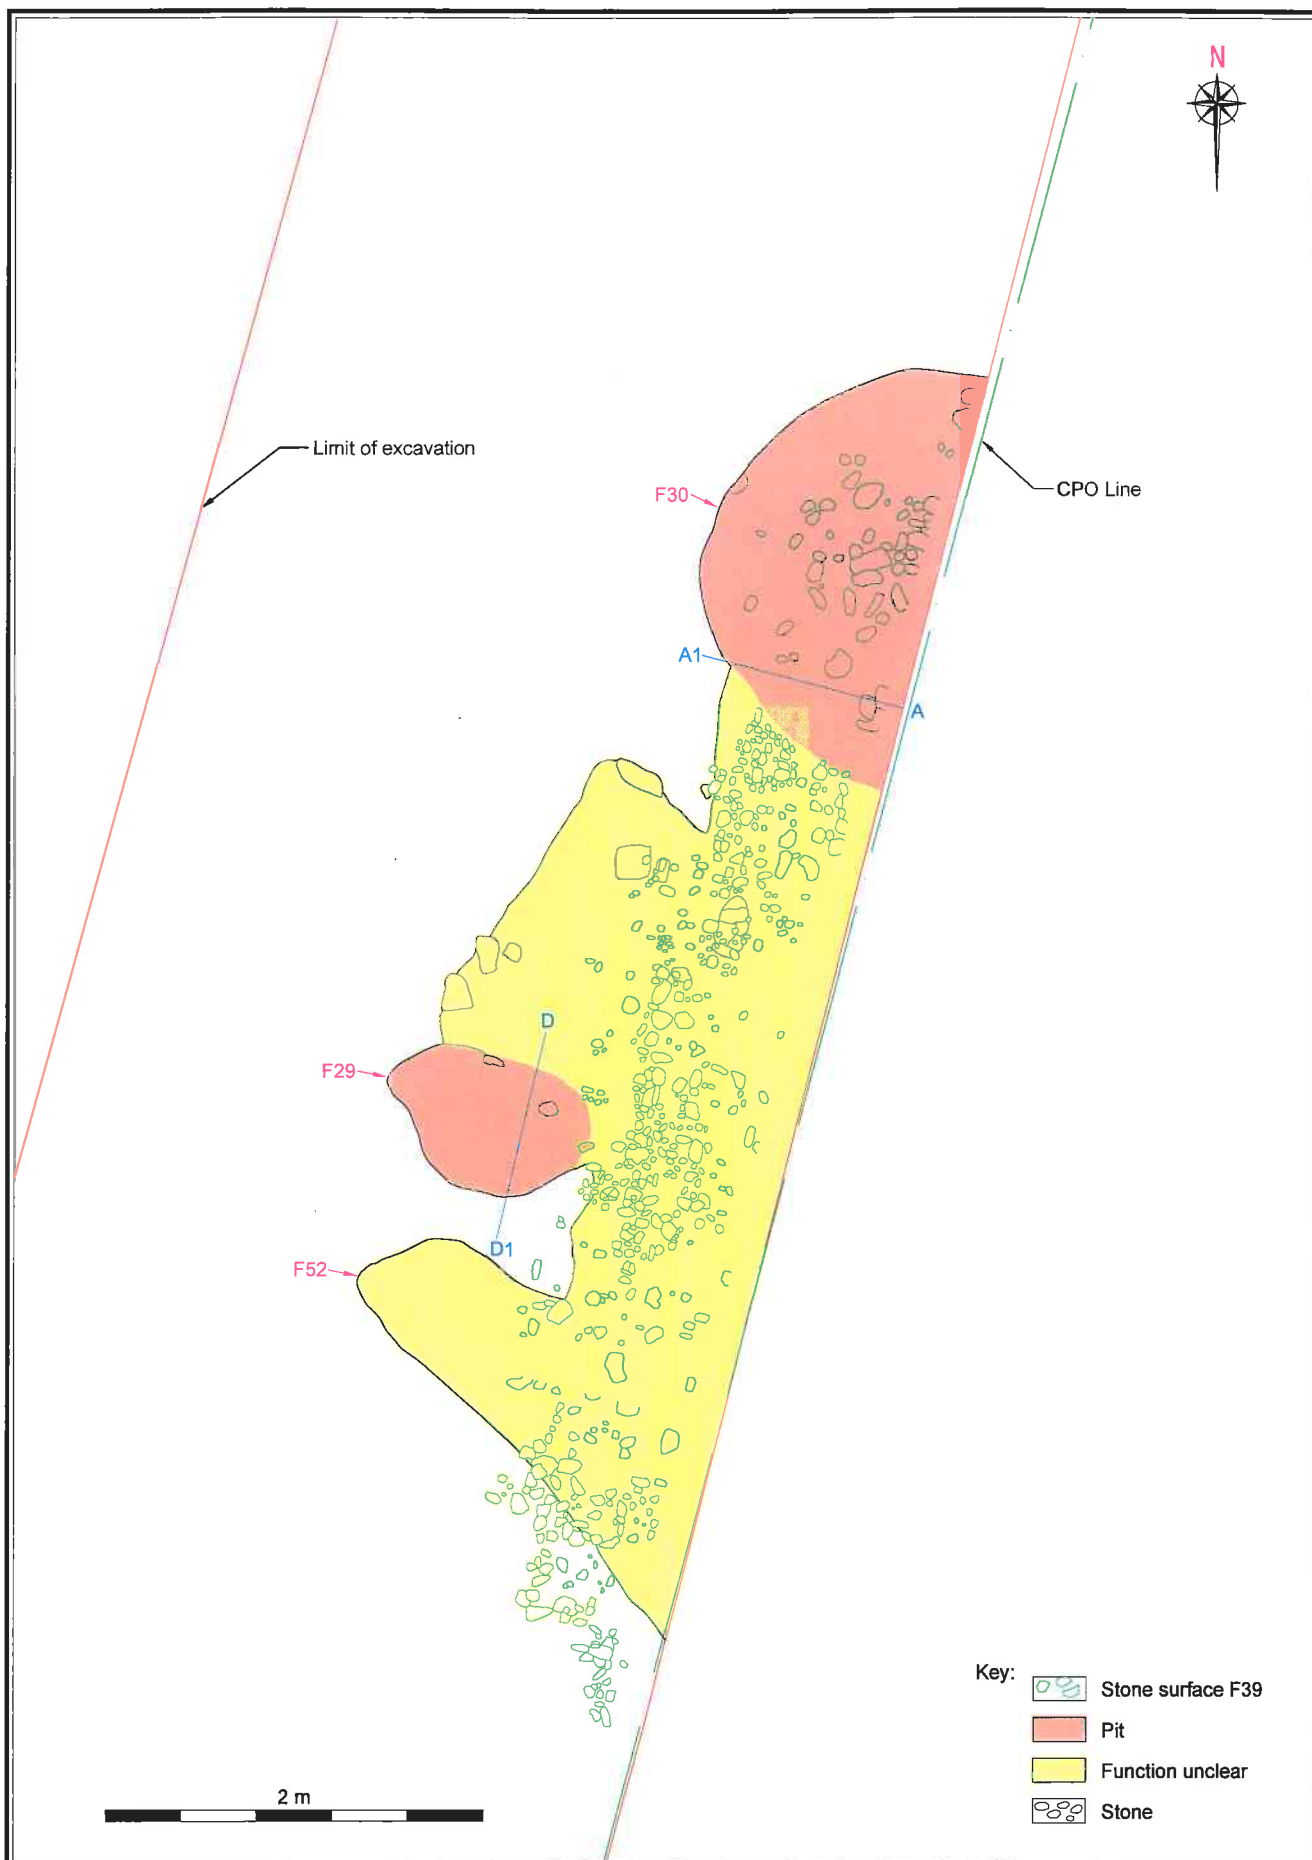 N
Limit of excavation
F30
CPO Line
A1
A
D
F29
D1
F52
Key:
Stone surface F39
Pit
Function unclear
Stone
2 m